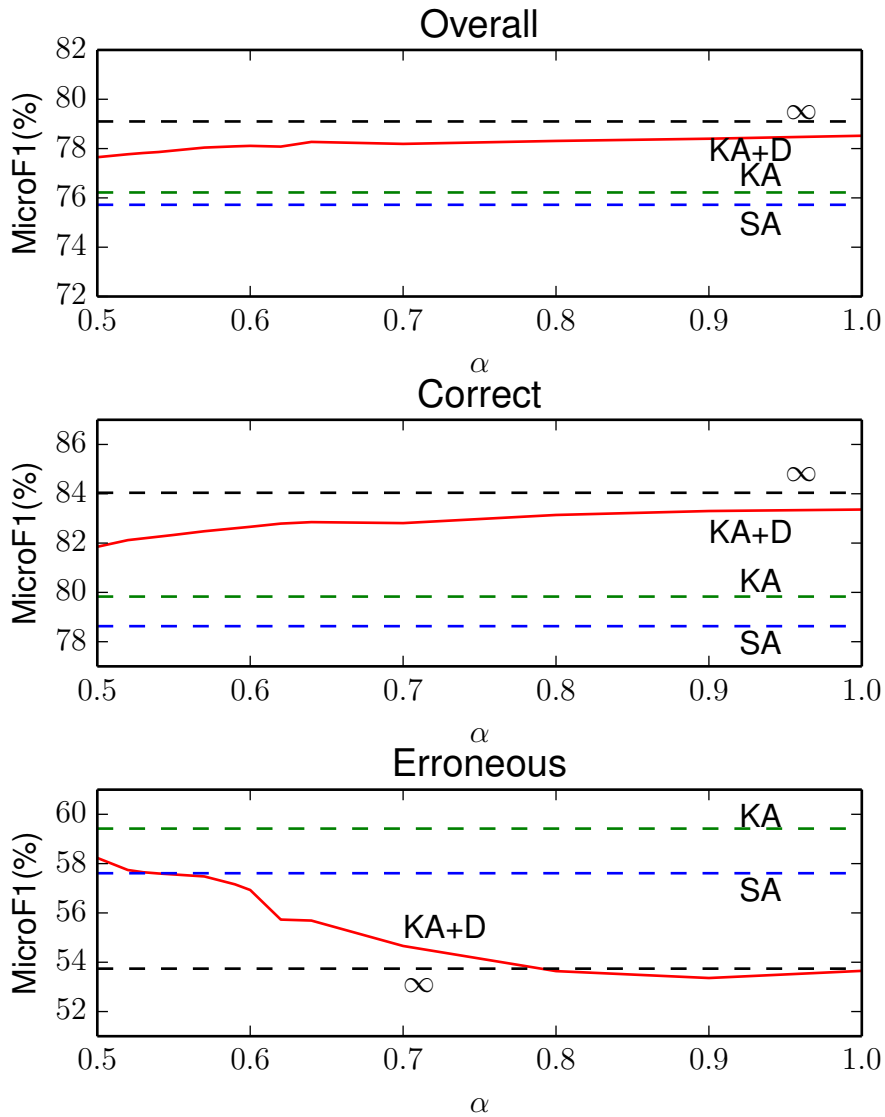 Overall
MicroF1(%)
82
80
78
76
74
72
∞
KA+D
KA
SA
0.5 0.6 0.7 0.8 0.9 1.0
α
Correct
MicroF1(%)
86
84
82
80
78
∞
KA+D
KA
SA
0.5 0.6 0.7 0.8 0.9 1.0
α
Erroneous
MicroF1(%)
60
58
56
54
52
KA
SA
KA+D
∞
0.5 0.6 0.7 0.8 0.9 1.0
α